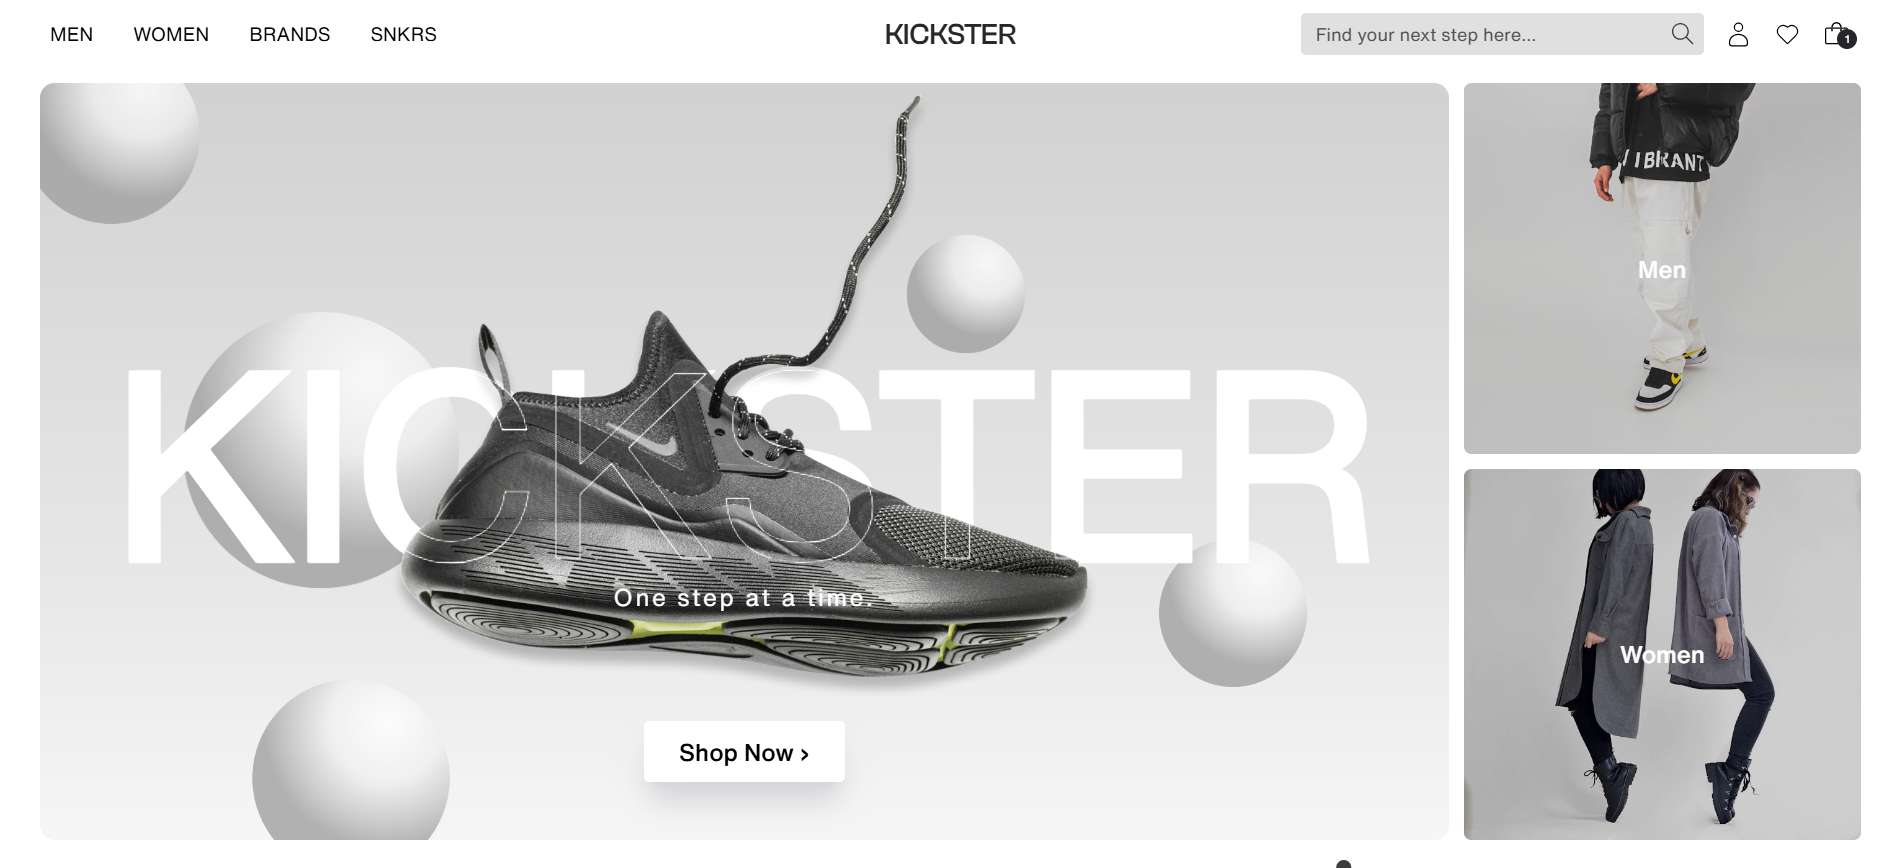 MEN
WOMEN
BRANDS
SNKRS
KICKSTER
Find your next step here...
1
KICKSTER
One step at a time.
Shop Now ›
VIBRANT
Men
Women